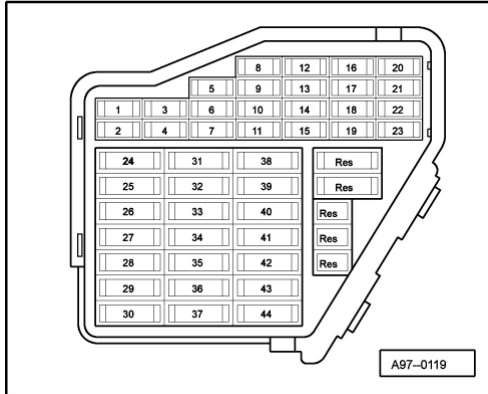 8 12 16 20
5 9 13 17 21
1 3 6 10 14 18 22
2 4 7 11 15 19 23
24 31 38 Res
25 32 39 Res
26 33 40 Res
27 34 41 Res
28 35 42 Res
29 36 43
30 37 44
A97--0119